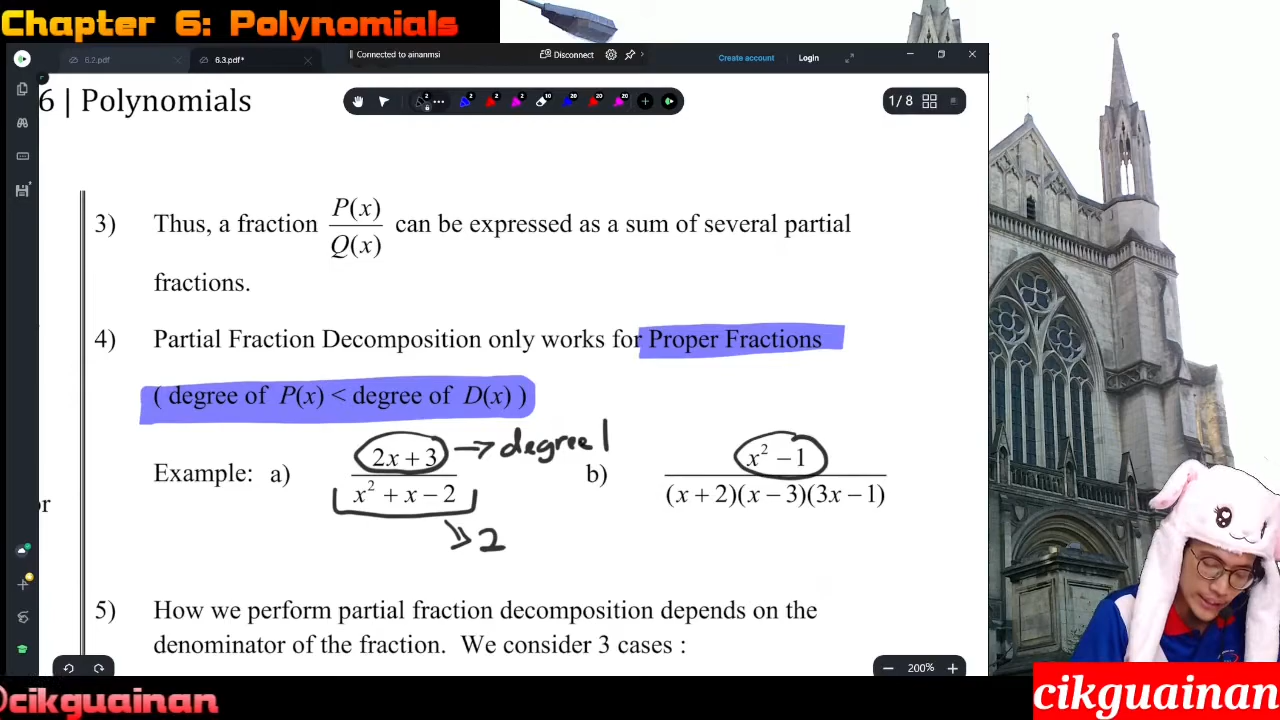 Chapter 6: Polynomials
6.2.pdf
6.3.pdf*
Connected to ainanmsi
Disconnect
Create account
Login
6 | Polynomials
1 / 8
3) Thus, a fraction P(x)/Q(x) can be expressed as a sum of several partial
fractions.
4) Partial Fraction Decomposition only works for Proper Fractions
( degree of P(x) < degree of D(x) )
Example: a) (2x + 3)/(x² + x − 2) → degree 1
2
b) (x² − 1)/((x + 2)(x − 3)(3x − 1))
or
5) How we perform partial fraction decomposition depends on the
denominator of the fraction. We consider 3 cases :
200%
cikguainan
cikguainan